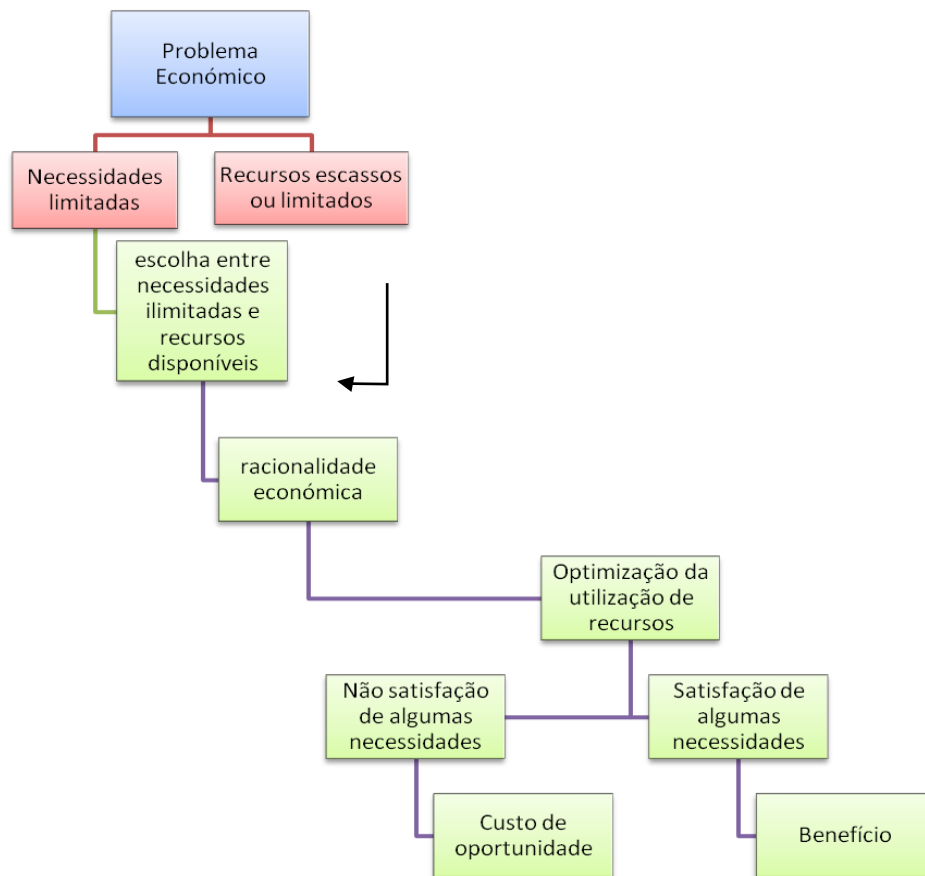 Problema
Económico
Necessidades
limitadas
Recursos escassos
ou limitados
escolha entre
necessidades
ilimitadas e
recursos
disponíveis
racionalidade
económica
Optimização da
utilização de
recursos
Não satisfação
de algumas
necessidades
Satisfação de
algumas
necessidades
Custo de
oportunidade
Benefício